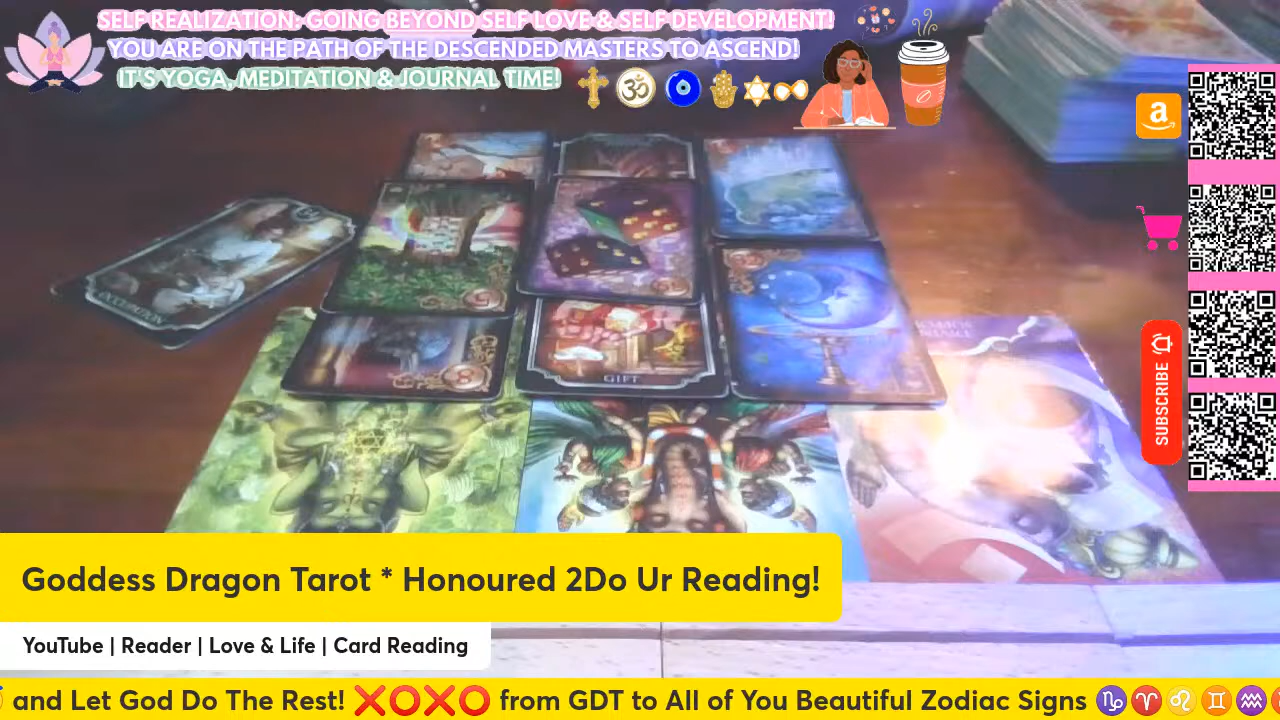 SELF REALIZATION: GOING BEYOND SELF LOVE & SELF DEVELOPMENT!
YOU ARE ON THE PATH OF THE DESCENDED MASTERS TO ASCEND!
IT'S YOGA, MEDITATION & JOURNAL TIME!
a
SUBSCRIBE
OCCUPATION
GIFT
Goddess Dragon Tarot * Honoured 2Do Ur Reading!
YouTube | Reader | Love & Life | Card Reading
and Let God Do The Rest! ❌⭕❌⭕ from GDT to All of You Beautiful Zodiac Signs ♑♈♌♊♒